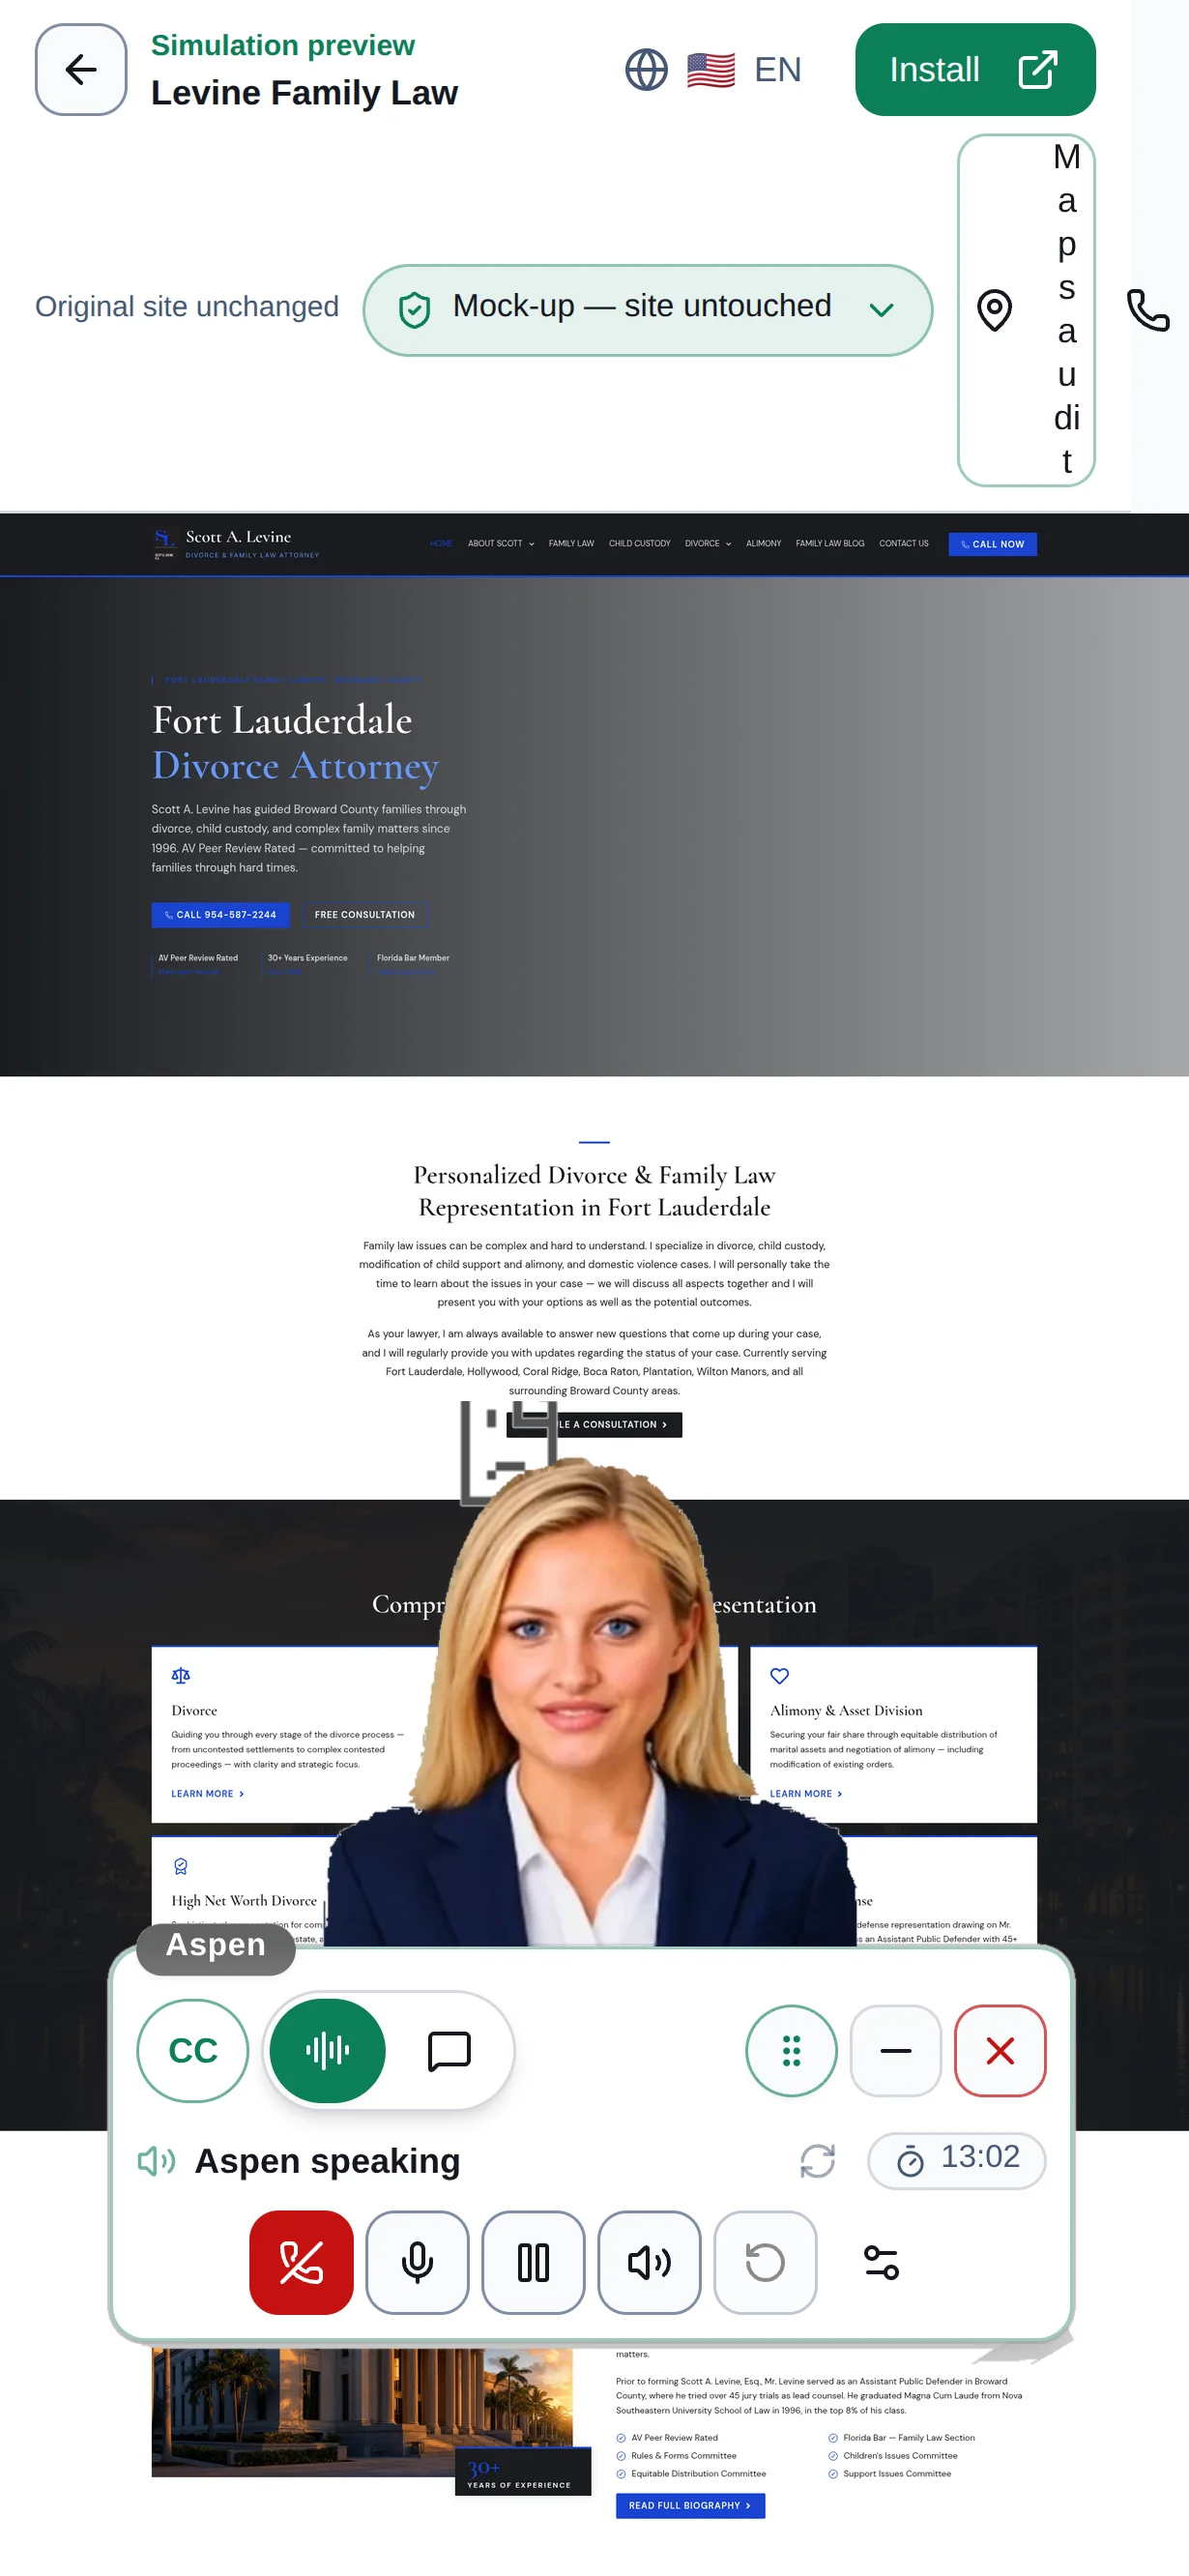 Simulation preview
Levine Family Law
EN
Install
Original site unchanged
Mock-up — site untouched
M
a
p
s
a
u
di
t
SL
Scott A. Levine
DIVORCE & FAMILY LAW ATTORNEY
HOME
ABOUT SCOTT
FAMILY LAW
CHILD CUSTODY
DIVORCE
ALIMONY
FAMILY LAW BLOG
CONTACT US
CALL NOW
Fort Lauderdale
Divorce Attorney
Scott A. Levine has guided Broward County families through
divorce, child custody, and complex family matters since
1996. AV Peer Review Rated — committed to helping
families through hard times.
CALL 954-587-2244
FREE CONSULTATION
AV Peer Review Rated
30+ Years Experience
Florida Bar Member
Personalized Divorce & Family Law
Representation in Fort Lauderdale
Family law issues can be complex and hard to understand. I specialize in divorce, child custody,
modification of child support and alimony, and domestic violence cases. I will personally take the
time to learn about the issues in your case — we will discuss all aspects together and I will
present you with your options as well as the potential outcomes.
As your lawyer, I am always available to answer new questions that come up during your case,
and I will regularly provide you with updates regarding the status of your case. Currently serving
Fort Lauderdale, Hollywood, Coral Ridge, Boca Raton, Plantation, Wilton Manors, and all
surrounding Broward County areas.
LE A CONSULTATION
Compr
esentation
Divorce
Guiding you through every stage of the divorce process —
from uncontested settlements to complex contested
proceedings — with clarity and strategic focus.
LEARN MORE
Alimony & Asset Division
Securing your fair share through equitable distribution of
marital assets and negotiation of alimony — including
modification of existing orders.
LEARN MORE
High Net Worth Divorce
nse
defense representation drawing on Mr.
as an Assistant Public Defender with 45+
Aspen
CC
Aspen speaking
13:02
matters.
Prior to forming Scott A. Levine, Esq., Mr. Levine served as an Assistant Public Defender in Broward
County, where he tried over 45 jury trials as lead counsel. He graduated Magna Cum Laude from Nova
Southeastern University School of Law in 1996, in the top 8% of his class.
AV Peer Review Rated
Florida Bar — Family Law Section
Rules & Forms Committee
Children's Issues Committee
Equitable Distribution Committee
Support Issues Committee
30+
YEARS OF EXPERIENCE
READ FULL BIOGRAPHY